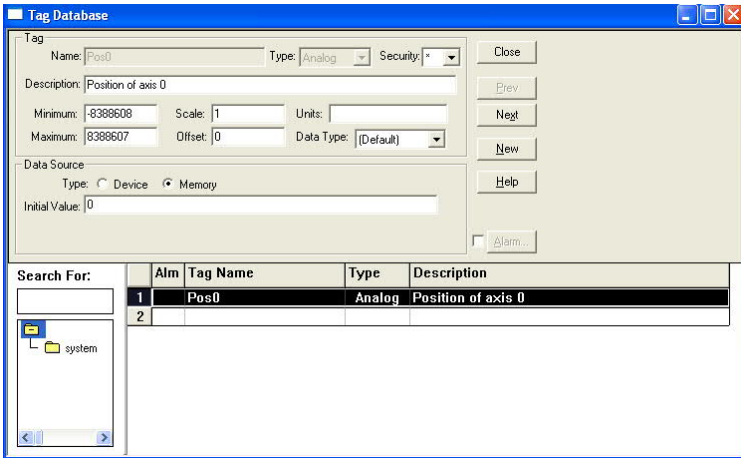 Tag Database
Tag
Name: Pos0 Type: Analog Security: *
Close
Description: Position of axis 0
Prev
Minimum: -8388608 Scale: 1 Units:
Next
Maximum: 8388607 Offset: 0 Data Type: (Default)
New
Data Source
Type: Device Memory
Help
Initial Value: 0
Alarm...
Search For:
Alm Tag Name Type Description
1 Pos0 Analog Position of axis 0
2
system